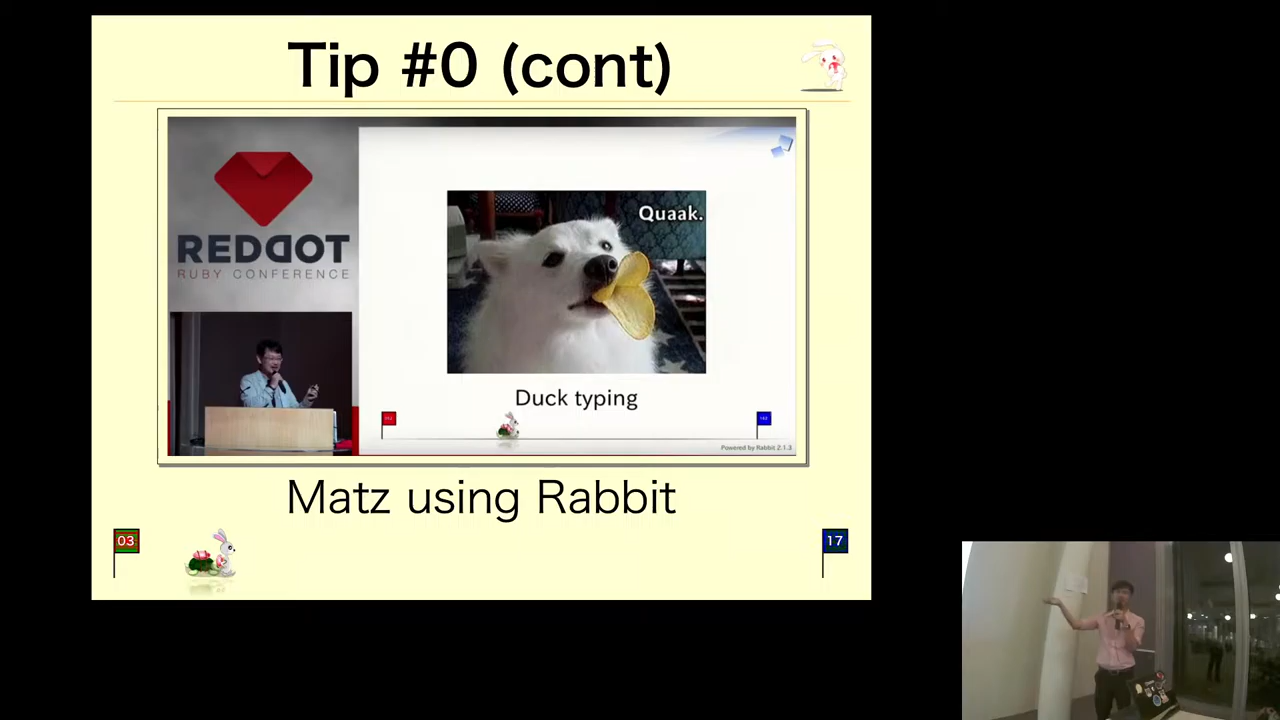 Tip #0 (cont)
REDDOT
RUBY CONFERENCE
Quaak.
Duck typing
Powered by Rabbit 2.1.3
Matz using Rabbit
03
17